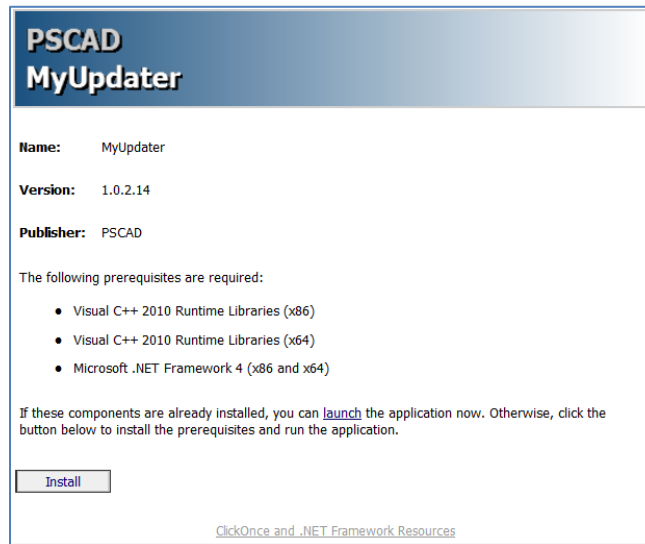 PSCAD
MyUpdater
Name: MyUpdater
Version: 1.0.2.14
Publisher: PSCAD
The following prerequisites are required:
● Visual C++ 2010 Runtime Libraries (x86)
● Visual C++ 2010 Runtime Libraries (x64)
● Microsoft .NET Framework 4 (x86 and x64)
If these components are already installed, you can launch the application now. Otherwise, click the
button below to install the prerequisites and run the application.
Install
ClickOnce and .NET Framework Resources